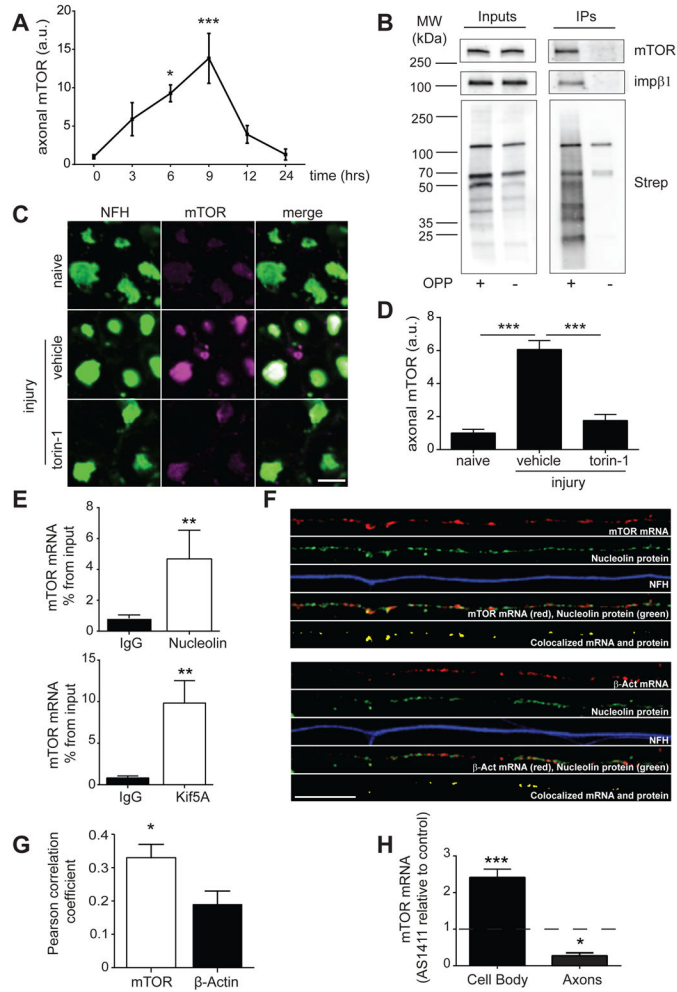 A
axonal mTOR (a.u.)
20
15
10
5
0
*
***
0 3 6 9 12 24 time (hrs)
B
MW
(kDa)
Inputs IPs
250
mTOR
100
impβ1
250
100
70
50
35
25
Strep
OPP + - + -
C
NFH mTOR merge
naive
vehicle
torin-1
injury
D
axonal mTOR (a.u.)
8
6
4
2
0
*** ***
naive vehicle torin-1
injury
E
mTOR mRNA
% from input
8
6
4
2
0
**
IgG Nucleolin
mTOR mRNA
% from input
15
10
5
0
**
IgG Kif5A
F
mTOR mRNA
Nucleolin protein
NFH
mTOR mRNA (red), Nucleolin protein (green)
Colocalized mRNA and protein
β-Act mRNA
Nucleolin protein
NFH
β-Act mRNA (red), Nucleolin protein (green)
Colocalized mRNA and protein
G
Pearson correlation
coefficient
0.4
0.3
0.2
0.1
0
*
mTOR β-Actin
H
mTOR mRNA
(AS1411 relative to control)
3
2
1
0
***
*
Cell Body Axons